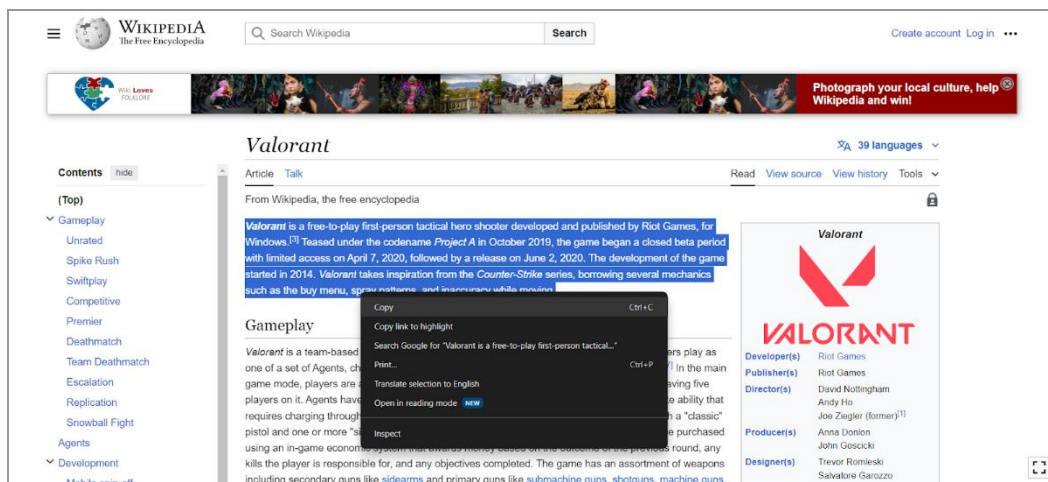 WIKIPEDIA
The Free Encyclopedia
Search Wikipedia
Search
Create account Log in
Wiki Loves
FOLKLORE
Photograph your local culture, help
Wikipedia and win!
Valorant
39 languages
Contents hide
(Top)
Gameplay
Unrated
Spike Rush
Swiftplay
Competitive
Premier
Deathmatch
Team Deathmatch
Escalation
Replication
Snowball Fight
Agents
Development
Article Talk
Read View source View history Tools
From Wikipedia, the free encyclopedia
Valorant is a free-to-play first-person tactical hero shooter developed and published by Riot Games, for
Windows.[3] Teased under the codename Project A in October 2019, the game began a closed beta period
with limited access on April 7, 2020, followed by a release on June 2, 2020. The development of the game
started in 2014. Valorant takes inspiration from the Counter-Strike series, borrowing several mechanics
such as the buy menu, spray patterns, and inaccuracy while moving.
Copy Ctrl+C
Copy link to highlight
Search Google for “Valorant is a free-to-play first-person tactical...”
Print... Ctrl+P
Translate selection to English
Open in reading mode NEW
Inspect
Gameplay
Valorant is a team-based
ers play as
one of a set of Agents, ch
In the main
game mode, players are a
aving five
players on it. Agents have
te ability that
requires charging through
h a "classic"
pistol and one or more "si
e purchased
using an in-game economic system that awards money based on the outcome of the previous round, any
kills the player is responsible for, and any objectives completed. The game has an assortment of weapons
including secondary guns like sidearms and primary guns like submachine guns, shotguns, machine guns,
Valorant
VALORANT
Developer(s) Riot Games
Publisher(s) Riot Games
Director(s) David Nottingham
Andy Ho
Joe Ziegler (former)[1]
Producer(s) Anna Donlon
John Goscicki
Designer(s) Trevor Romleski
Salvatore Garozzo